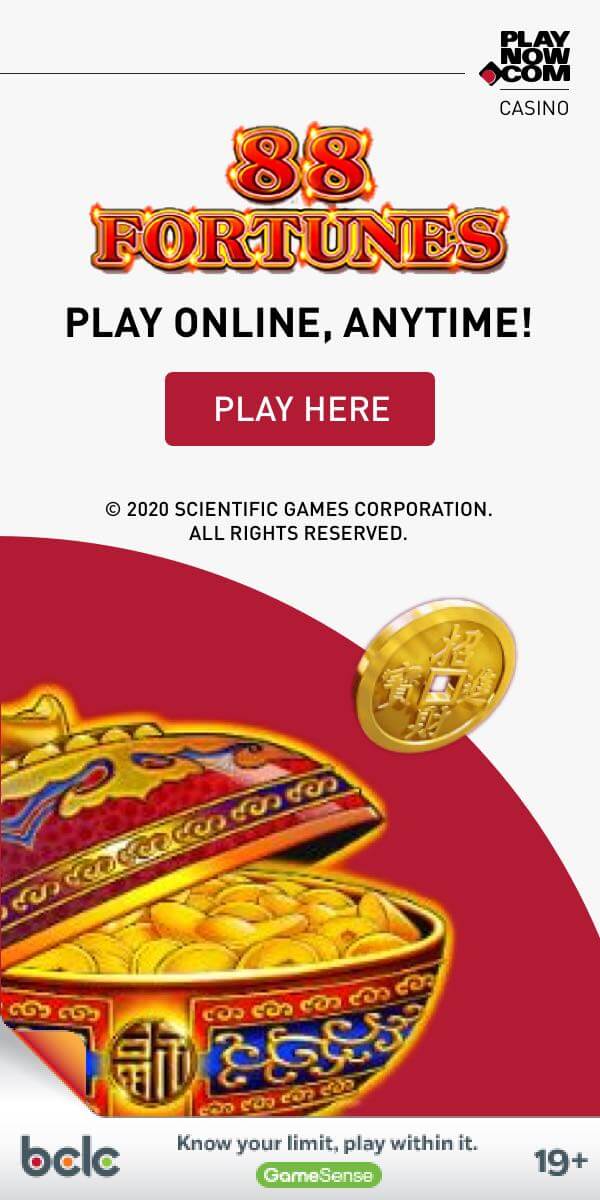 PLAY
NOW
COM
CASINO
88
FORTUNES
PLAY ONLINE, ANYTIME!
PLAY HERE
© 2020 SCIENTIFIC GAMES CORPORATION.
ALL RIGHTS RESERVED.
招
寶 進
財
bclc
Know your limit, play within it.
GameSense
19+